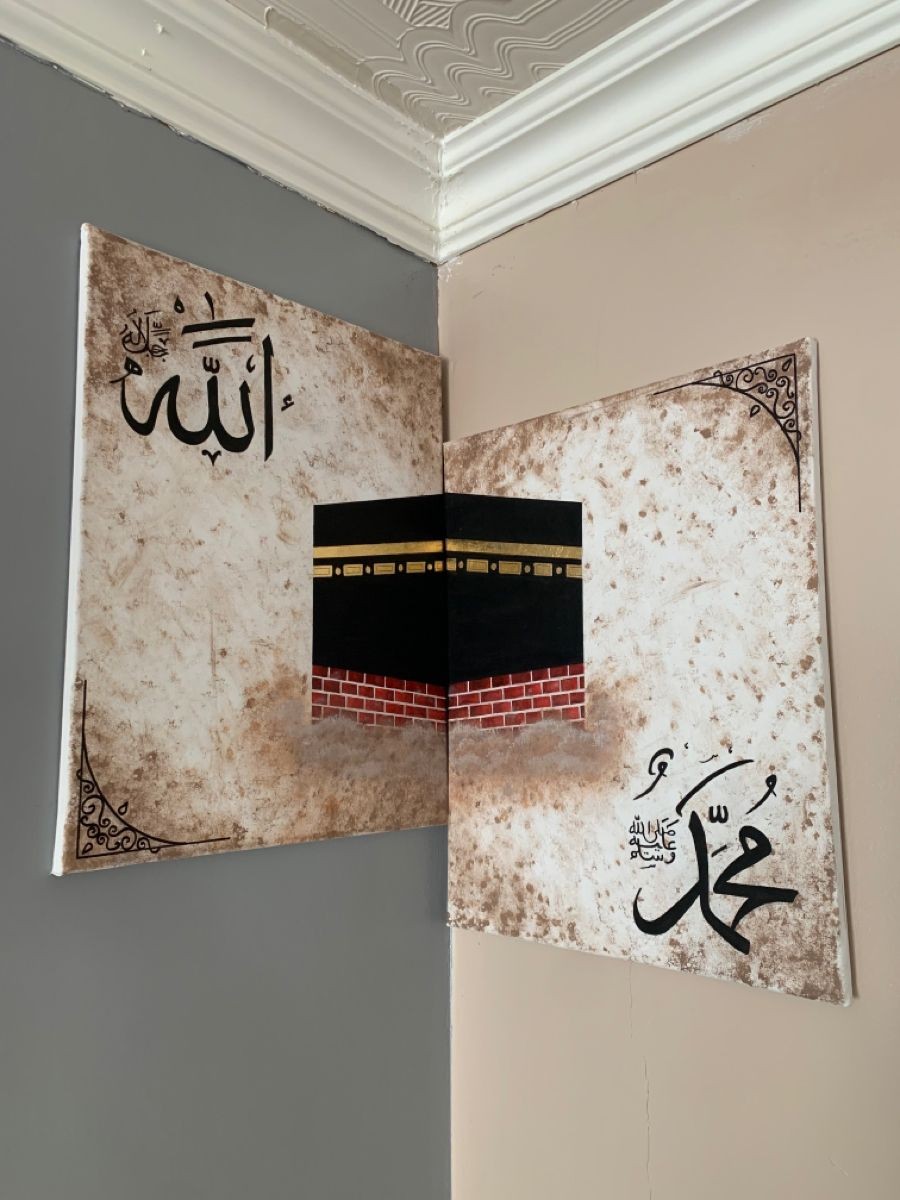 الله
جل جلاله
محمد
صلى الله
عليه
وسلم